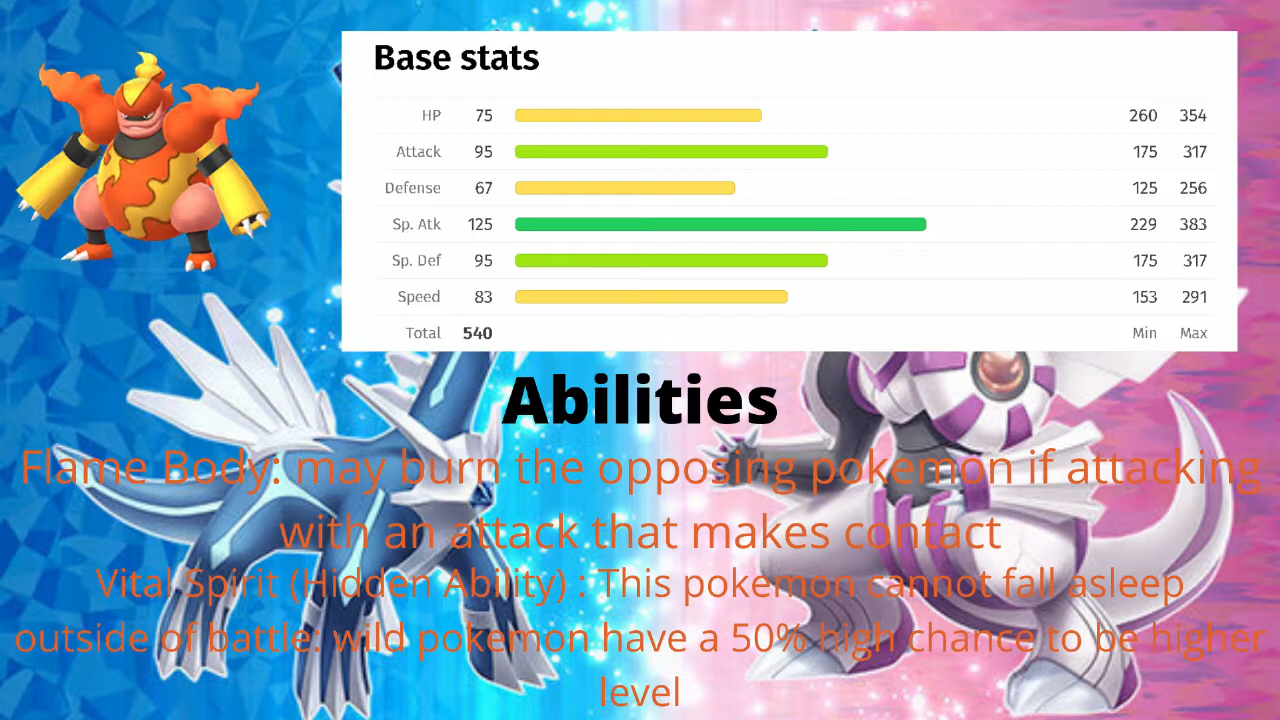 Base stats
HP 75 260 354
Attack 95 175 317
Defense 67 125 256
Sp. Atk 125 229 383
Sp. Def 95 175 317
Speed 83 153 291
Total 540 Min Max
Abilities
Flame Body: may burn the opposing pokemon if attacking
with an attack that makes contact
Vital Spirit (Hidden Ability) : This pokemon cannot fall asleep
outside of battle: wild pokemon have a 50% high chance to be higher
level